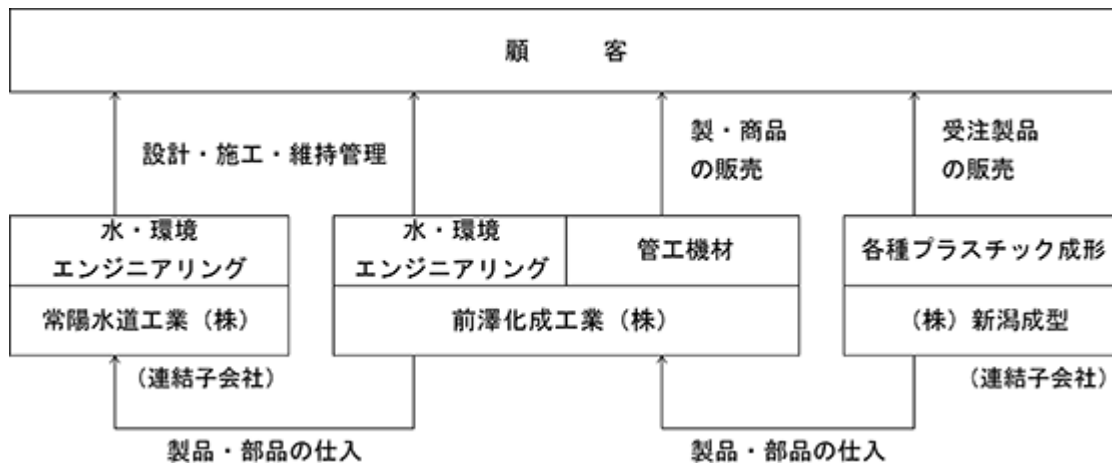 顧　客
設計・施工・維持管理
製・商品
の販売
受注製品
の販売
水・環境
エンジニアリング
水・環境
エンジニアリング
管工機材
各種プラスチック成形
常陽水道工業（株）
前澤化成工業（株）
（株）新潟成型
（連結子会社）
（連結子会社）
製品・部品の仕入
製品・部品の仕入